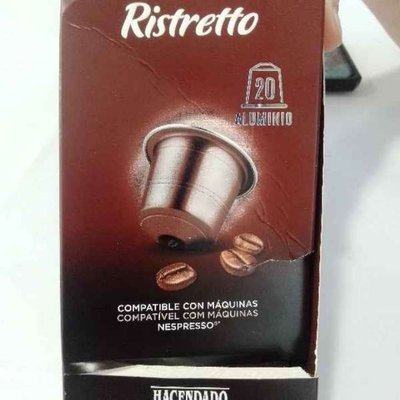 Ristretto
20
ALUMINIO
COMPATIBLE CON MÁQUINAS
COMPATÍVEL COM MÁQUINAS
NESPRESSO®*
HACENDADO